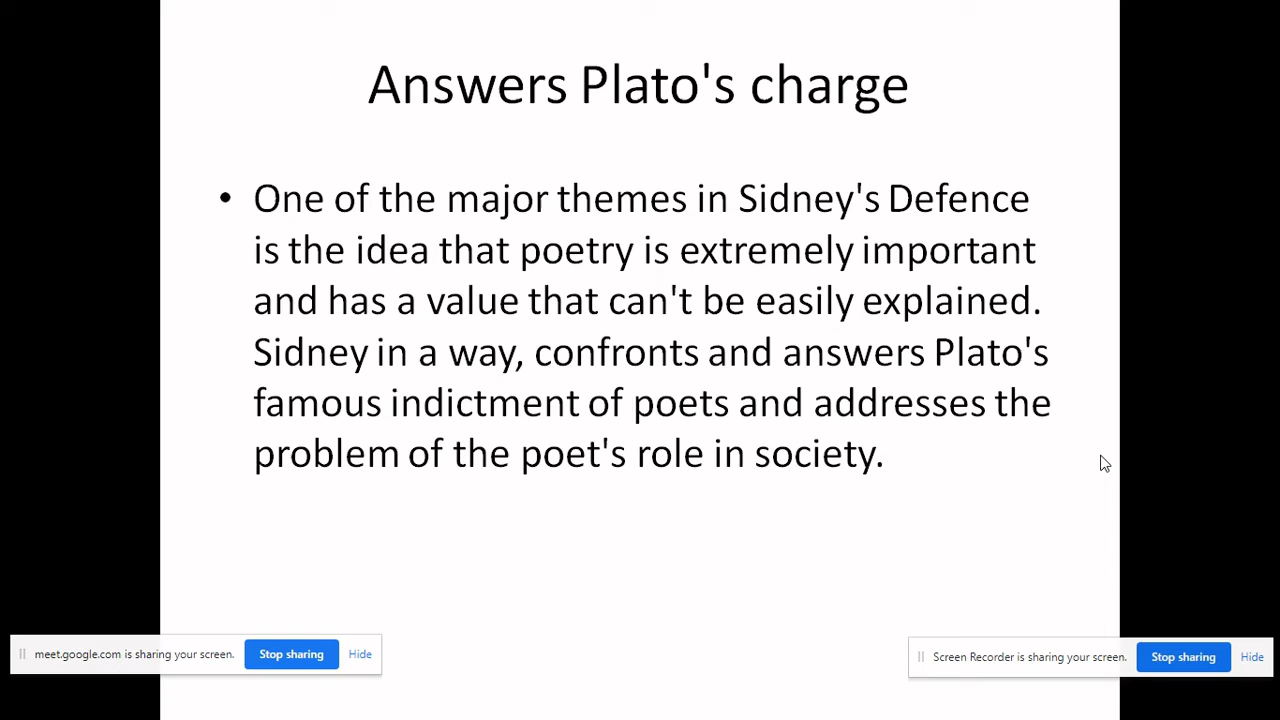 Answers Plato's charge
• One of the major themes in Sidney's Defence
is the idea that poetry is extremely important
and has a value that can't be easily explained.
Sidney in a way, confronts and answers Plato's
famous indictment of poets and addresses the
problem of the poet's role in society.
meet.google.com is sharing your screen. Stop sharing Hide
Screen Recorder is sharing your screen. Stop sharing Hide